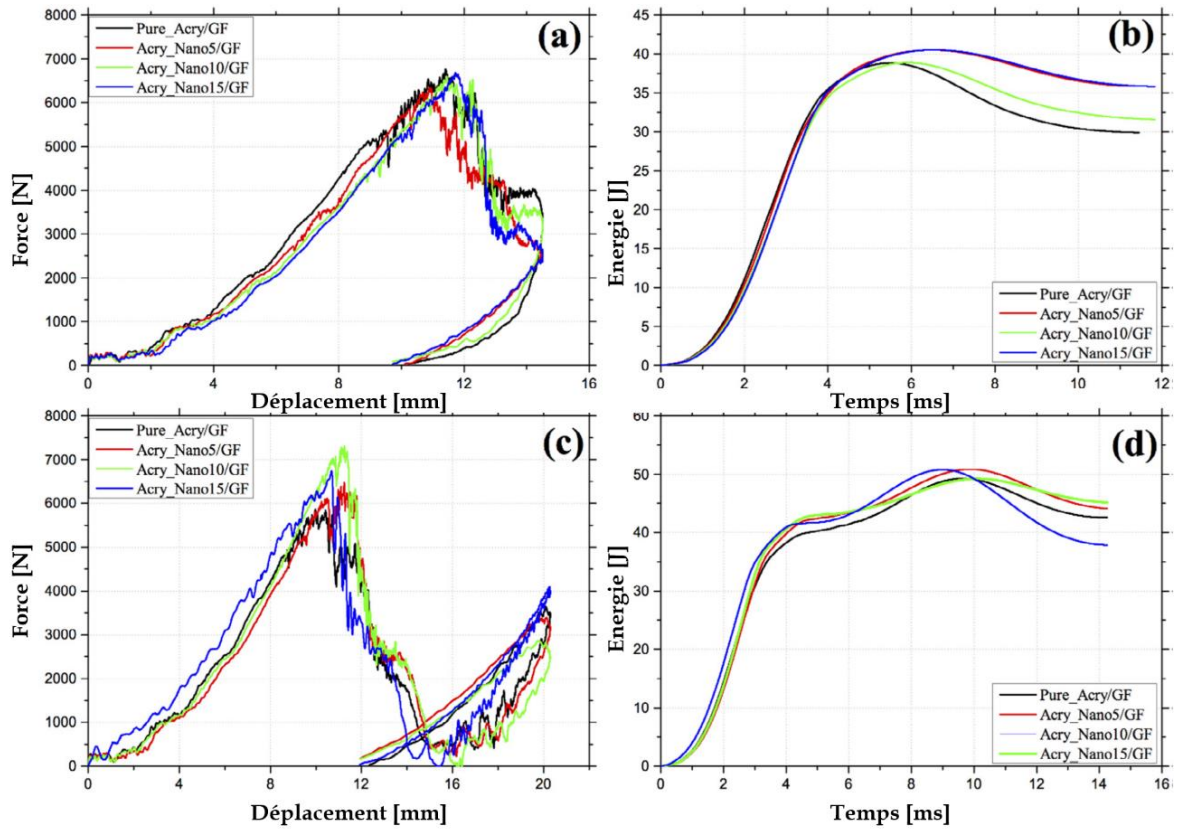 (a)
Pure_Acry/GF
Acry_Nano5/GF
Acry_Nano10/GF
Acry_Nano15/GF
Force [N]
8000
7000
6000
5000
4000
3000
2000
1000
0
0 4 8 12 16
Déplacement [mm]
(b)
Energie [J]
45
40
35
30
25
20
15
10
5
0
Pure_Acry/GF
Acry_Nano5/GF
Acry_Nano10/GF
Acry_Nano15/GF
0 2 4 6 8 10 12
Temps [ms]
(c)
Pure_Acry/GF
Acry_Nano5/GF
Acry_Nano10/GF
Acry_Nano15/GF
Force [N]
8000
7000
6000
5000
4000
3000
2000
1000
0
0 4 8 12 16 20
Déplacement [mm]
(d)
Energie [J]
60
50
40
30
20
10
0
Pure_Acry/GF
Acry_Nano5/GF
Acry_Nano10/GF
Acry_Nano15/GF
0 2 4 6 8 10 12 14 16
Temps [ms]